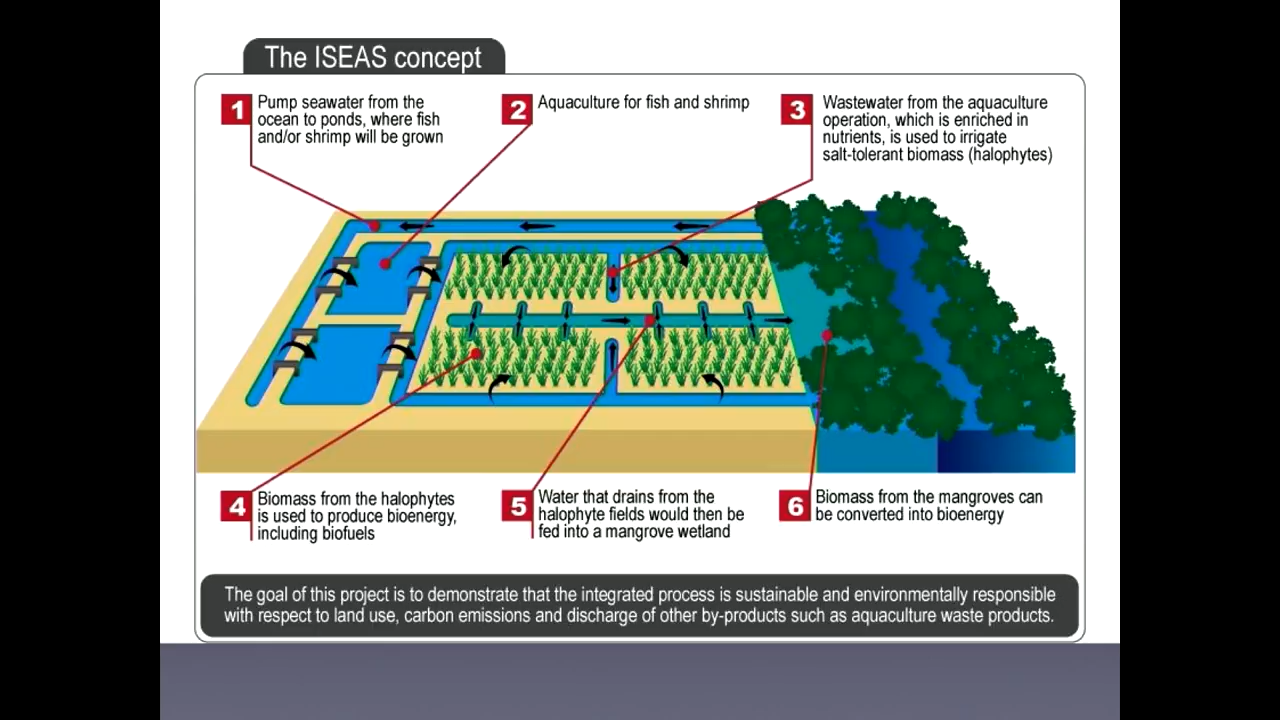 The ISEAS concept
1
Pump seawater from the
ocean to ponds, where fish
and/or shrimp will be grown
2
Aquaculture for fish and shrimp
3
Wastewater from the aquaculture
operation, which is enriched in
nutrients, is used to irrigate
salt-tolerant biomass (halophytes)
4
Biomass from the halophytes
is used to produce bioenergy,
including biofuels
5
Water that drains from the
halophyte fields would then be
fed into a mangrove wetland
6
Biomass from the mangroves can
be converted into bioenergy
The goal of this project is to demonstrate that the integrated process is sustainable and environmentally responsible
with respect to land use, carbon emissions and discharge of other by-products such as aquaculture waste products.